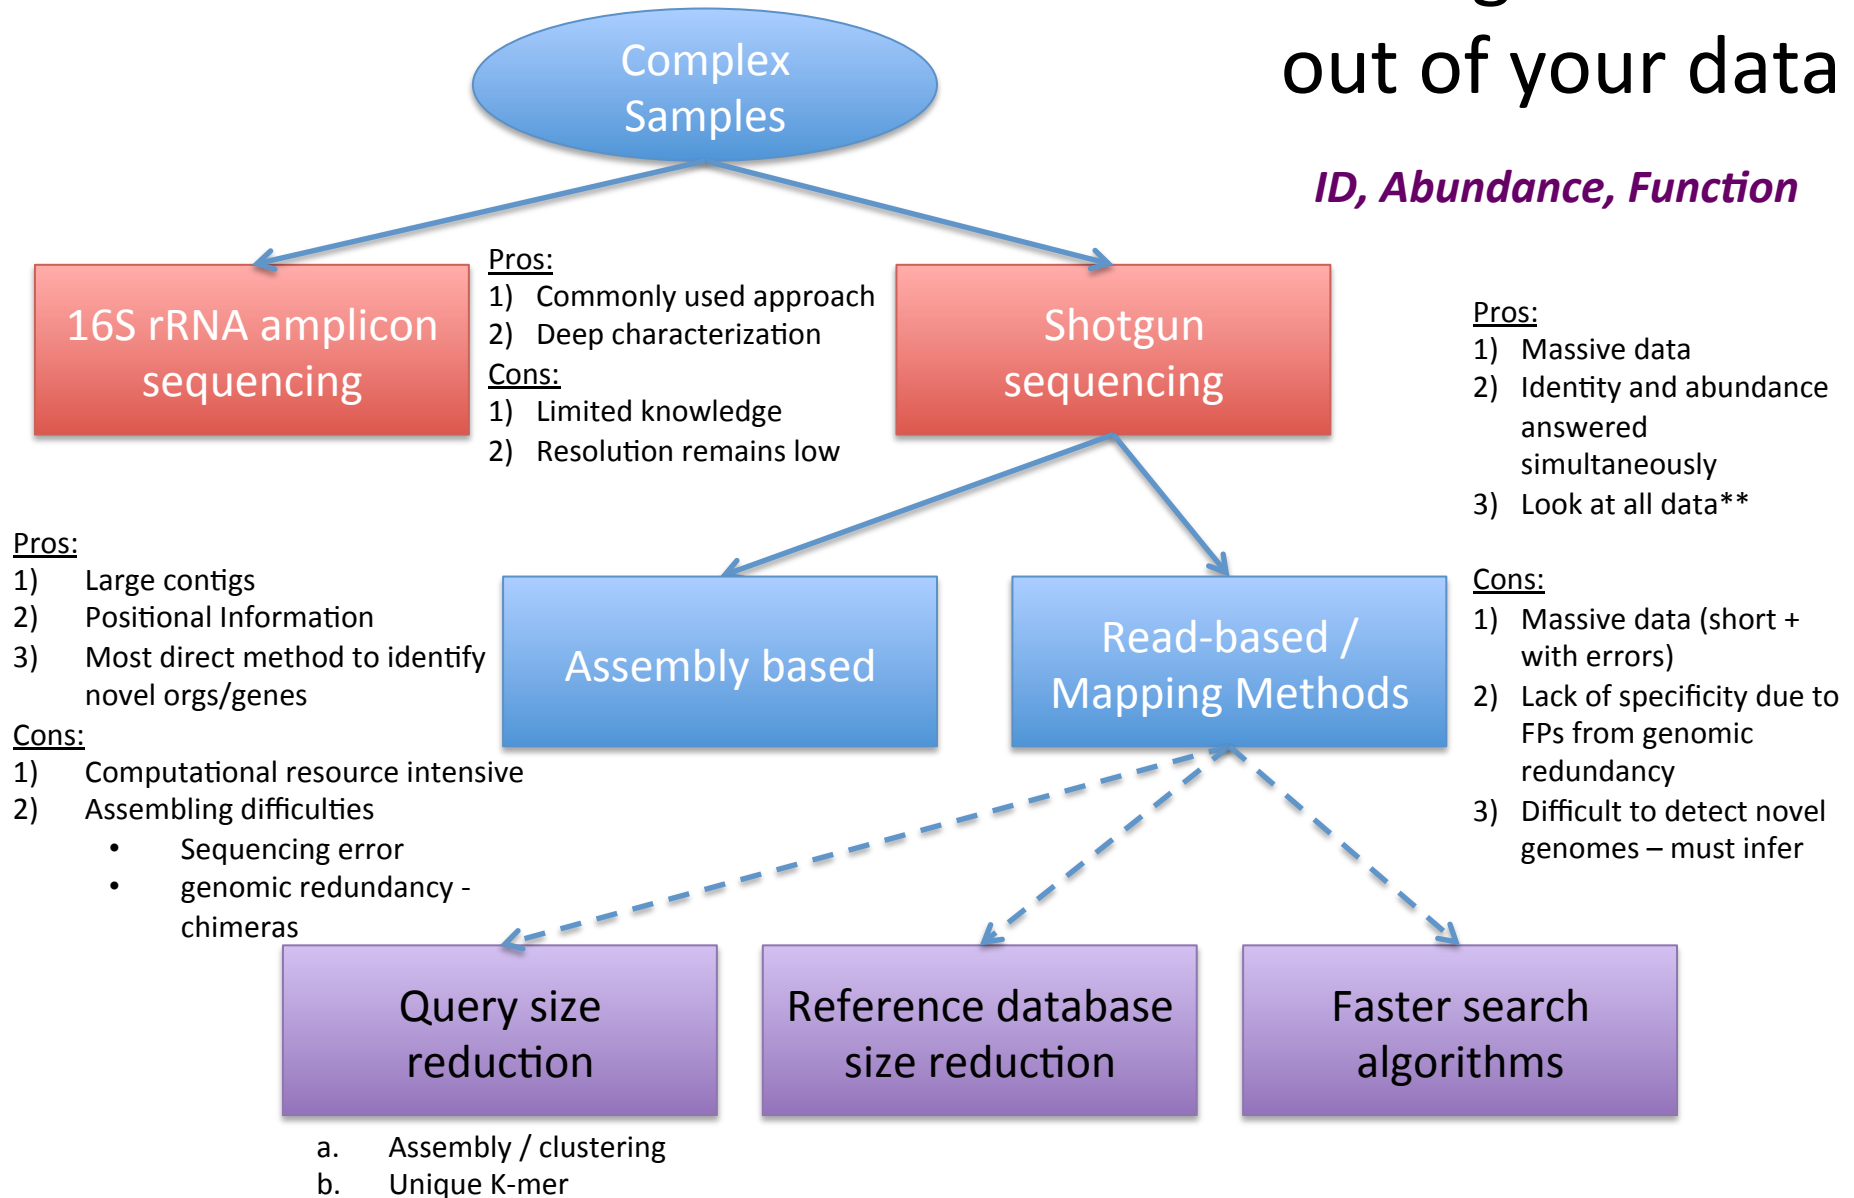 out of your data
ID, Abundance, Function
Complex
Samples
16S rRNA amplicon
sequencing
Pros:
1) Commonly used approach
2) Deep characterization
Cons:
1) Limited knowledge
2) Resolution remains low
Shotgun
sequencing
Pros:
1) Massive data
2) Identity and abundance
answered
simultaneously
3) Look at all data**
Cons:
1) Massive data (short +
with errors)
2) Lack of specificity due to
FPs from genomic
redundancy
3) Difficult to detect novel
genomes – must infer
Pros:
1) Large contigs
2) Positional Information
3) Most direct method to identify
novel orgs/genes
Cons:
1) Computational resource intensive
2) Assembling difficulties
• Sequencing error
• genomic redundancy -
chimeras
Assembly based
Read-based /
Mapping Methods
Query size
reduction
Reference database
size reduction
Faster search
algorithms
a. Assembly / clustering
b. Unique K-mer